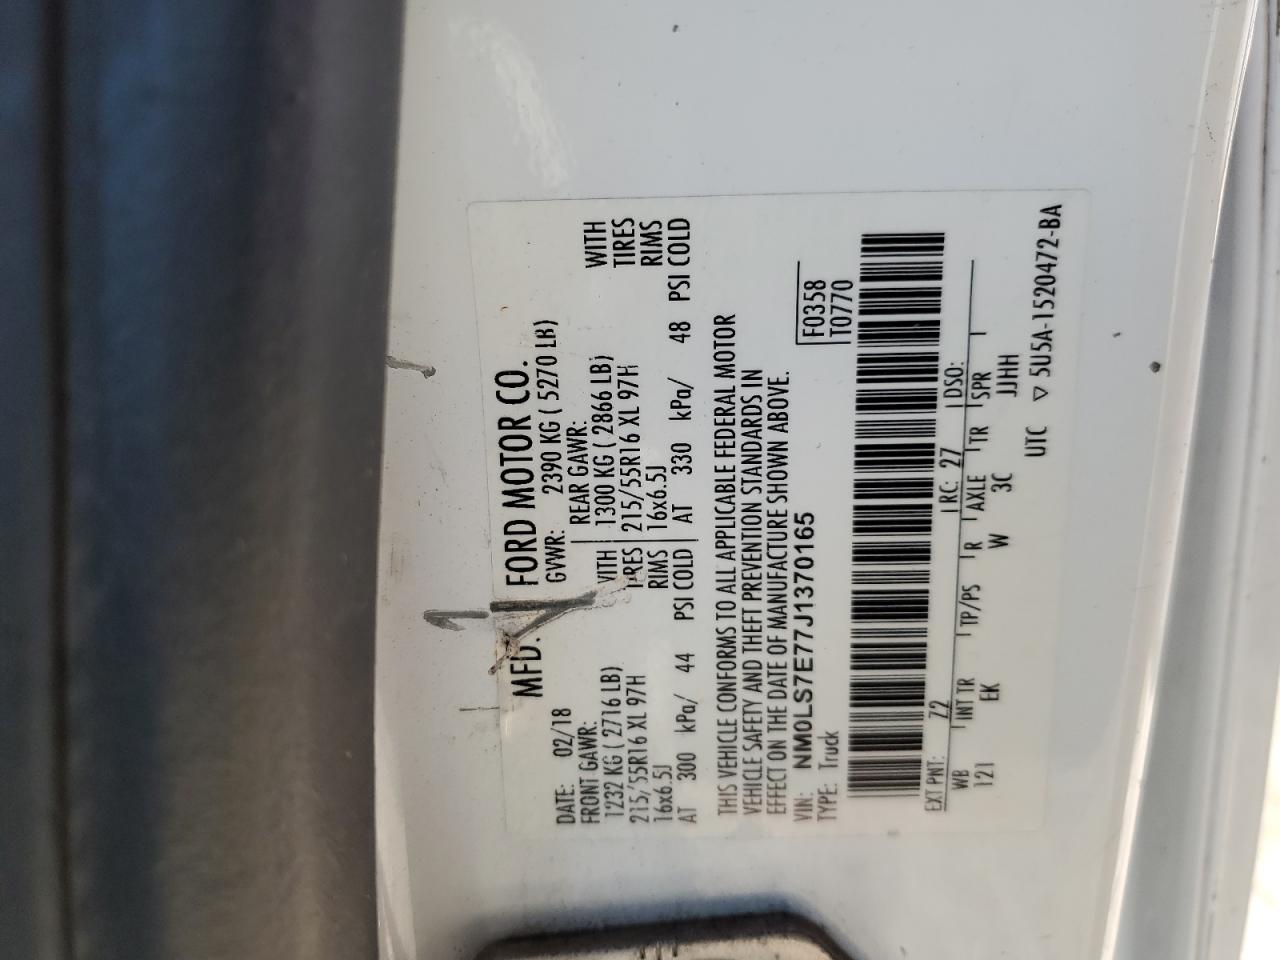 MFD. FORD MOTOR CO.
DATE: 02/18 GVWR: 2390 KG ( 5270 LB)
FRONT GAWR: REAR GAWR:
1232 KG ( 2716 LB) WITH 1300 KG ( 2866 LB) WITH
215/55R16 XL 97H TIRES 215/55R16 XL 97H TIRES
16x6.5J RIMS 16x6.5J RIMS
AT 300 kPa/ 44 PSI COLD AT 330 kPa/ 48 PSI COLD
THIS VEHICLE CONFORMS TO ALL APPLICABLE FEDERAL MOTOR
VEHICLE SAFETY AND THEFT PREVENTION STANDARDS IN
EFFECT ON THE DATE OF MANUFACTURE SHOWN ABOVE.
VIN: NM0LS7E77J1370165 F0358
TYPE: Truck T0770
EXT PNT: Z2 RC: 27 DSO:
WB INT TR TP/PS R AXLE TR SPR
121 EK W 3C JJHH
UTC ▽ 5U5A-1520472-BA